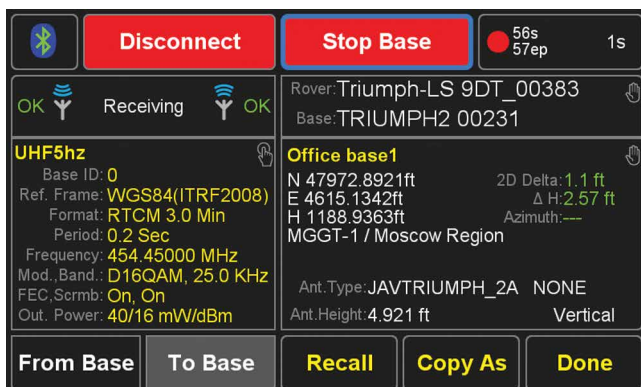 Disconnect
Stop Base
56s
57ep
1s
OK
Receiving
OK
Rover:Triumph-LS 9DT_00383
Base:TRIUMPH2 00231
UHF5hz
Base ID: 0
Ref. Frame: WGS84(ITRF2008)
Format: RTCM 3.0 Min
Period: 0.2 Sec
Frequency: 454.45000 MHz
Mod.,Band.: D16QAM, 25.0 KHz
FEC,Scrmb: On, On
Out. Power: 40/16 mW/dBm
Office base1
N 47972.8921ft
2D Delta:1.1 ft
E 4615.1342ft
Δ H:2.57 ft
H 1188.9363ft
Azimuth:---
MGGT-1 / Moscow Region
Ant.Type:JAVTRIUMPH_2A NONE
Ant.Height:4.921 ft
Vertical
From Base
To Base
Recall
Copy As
Done